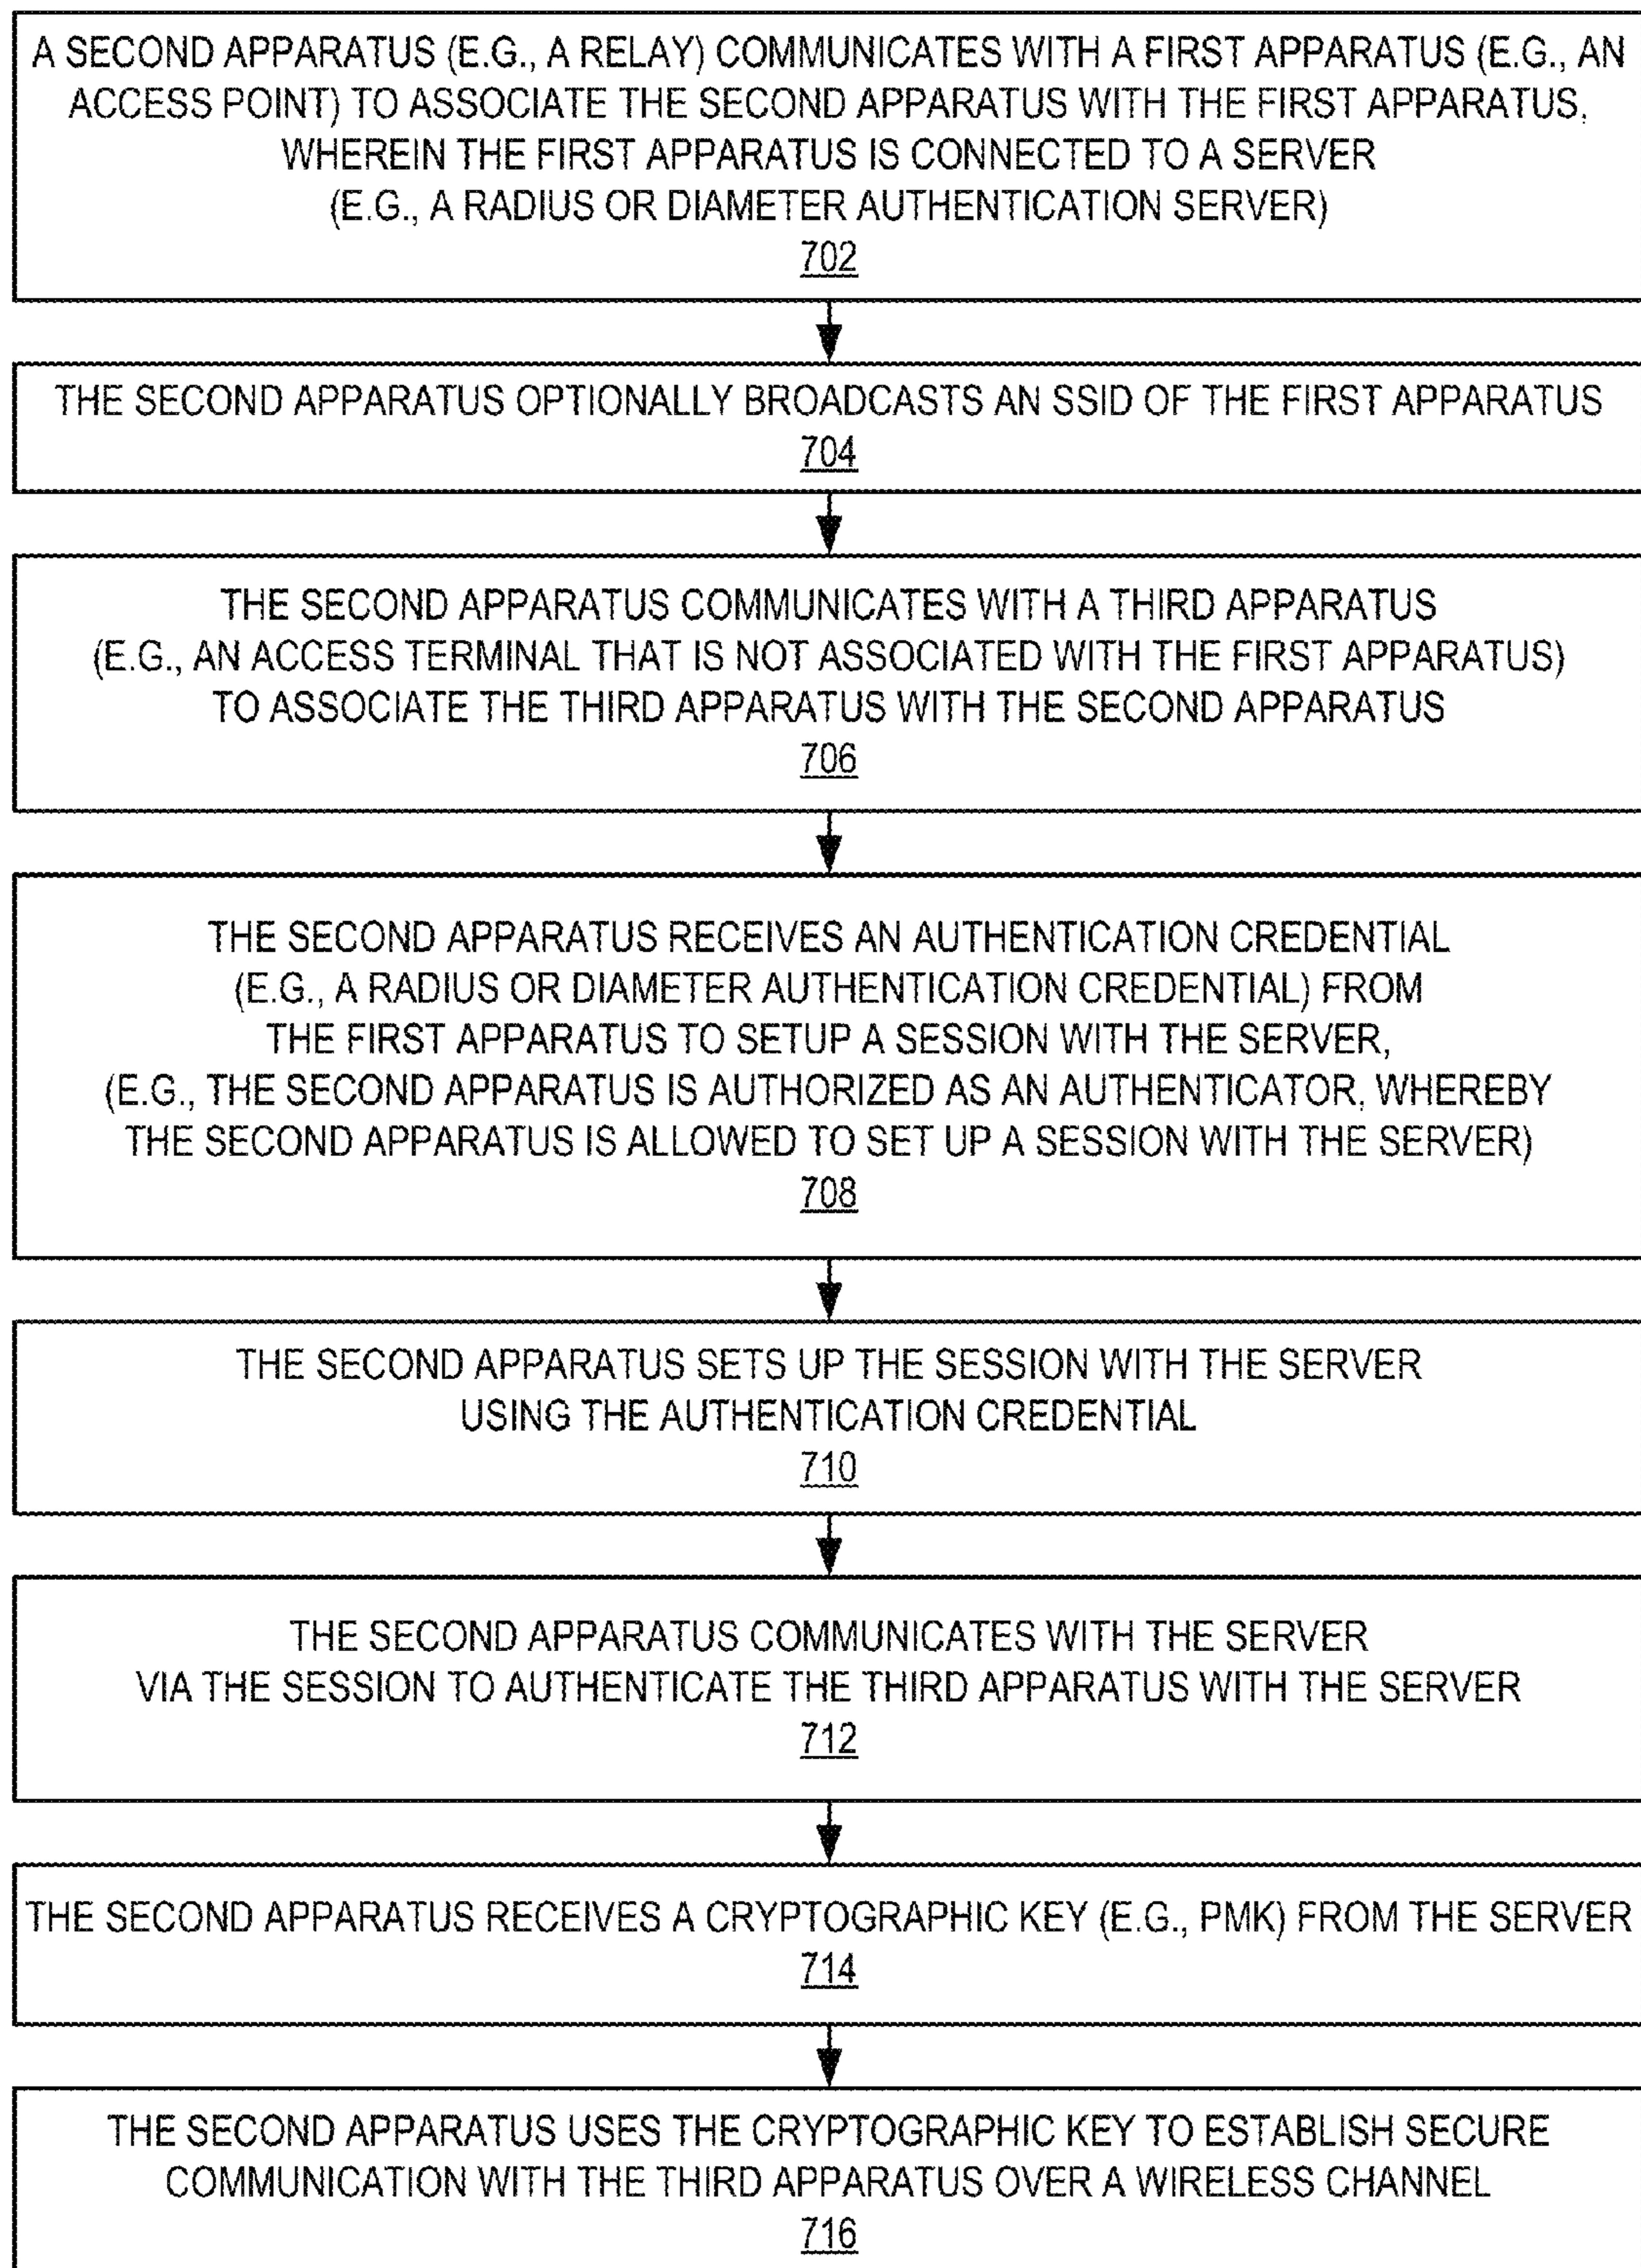 A SECOND APPARATUS (E.G., A RELAY) COMMUNICATES WITH A FIRST APPARATUS (E.G., AN
ACCESS POINT) TO ASSOCIATE THE SECOND APPARATUS WITH THE FIRST APPARATUS,
WHEREIN THE FIRST APPARATUS IS CONNECTED TO A SERVER
(E.G., A RADIUS OR DIAMETER AUTHENTICATION SERVER)
702
THE SECOND APPARATUS OPTIONALLY BROADCASTS AN SSID OF THE FIRST APPARATUS
704
THE SECOND APPARATUS COMMUNICATES WITH A THIRD APPARATUS
(E.G., AN ACCESS TERMINAL THAT IS NOT ASSOCIATED WITH THE FIRST APPARATUS)
TO ASSOCIATE THE THIRD APPARATUS WITH THE SECOND APPARATUS
706
THE SECOND APPARATUS RECEIVES AN AUTHENTICATION CREDENTIAL
(E.G., A RADIUS OR DIAMETER AUTHENTICATION CREDENTIAL) FROM
THE FIRST APPARATUS TO SETUP A SESSION WITH THE SERVER,
(E.G., THE SECOND APPARATUS IS AUTHORIZED AS AN AUTHENTICATOR, WHEREBY
THE SECOND APPARATUS IS ALLOWED TO SET UP A SESSION WITH THE SERVER)
708
THE SECOND APPARATUS SETS UP THE SESSION WITH THE SERVER
USING THE AUTHENTICATION CREDENTIAL
710
THE SECOND APPARATUS COMMUNICATES WITH THE SERVER
VIA THE SESSION TO AUTHENTICATE THE THIRD APPARATUS WITH THE SERVER
712
THE SECOND APPARATUS RECEIVES A CRYPTOGRAPHIC KEY (E.G., PMK) FROM THE SERVER
714
THE SECOND APPARATUS USES THE CRYPTOGRAPHIC KEY TO ESTABLISH SECURE
COMMUNICATION WITH THE THIRD APPARATUS OVER A WIRELESS CHANNEL
716